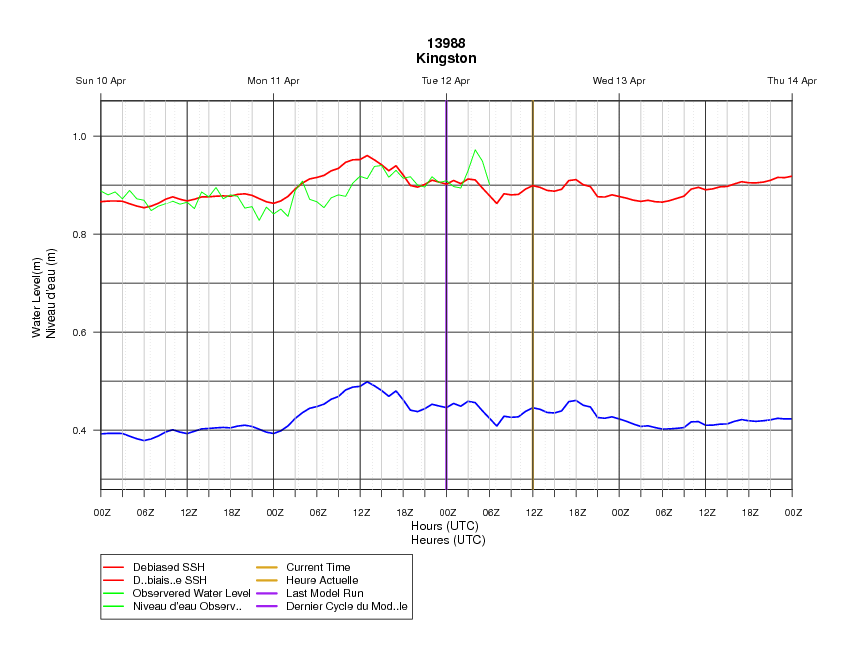 13988
Kingston
Sun 10 Apr Mon 11 Apr Tue 12 Apr Wed 13 Apr Thu 14 Apr
1.0
0.8
0.6
0.4
Water Level(m)
Niveau d'eau (m)
00Z 06Z 12Z 18Z 00Z 06Z 12Z 18Z 00Z 06Z 12Z 18Z 00Z 06Z 12Z 18Z 00Z
Hours (UTC)
Heures (UTC)
Debiased SSH Current Time
D..biais..e SSH Heure Actuelle
Observered Water Level Last Model Run
Niveau d'eau Observ.. Dernier Cycle du Mod..le